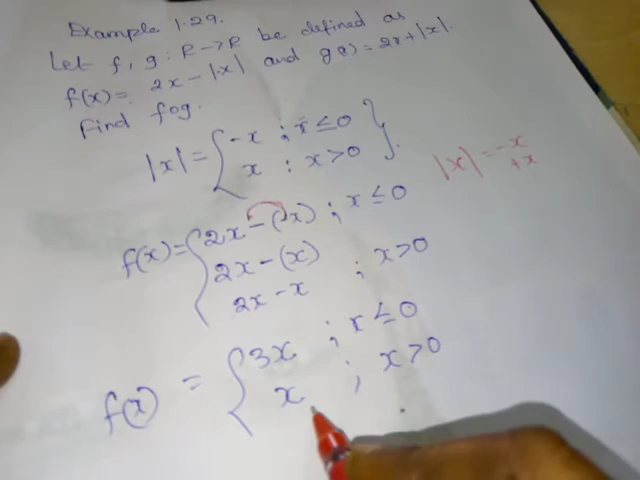 Example 1.29.
Let f, g : R → R be defined as
f(x) = 2x - |x| and g(x) = 2x + |x|.
Find fog.
|x| = { -x ; x ≤ 0
x ; x > 0 }.
|x| = -x
+x
f(x) = { 2x - (-x) ; x ≤ 0
2x - (x)
2x - x ; x > 0
f(x) = { 3x ; x ≤ 0
x ; x > 0